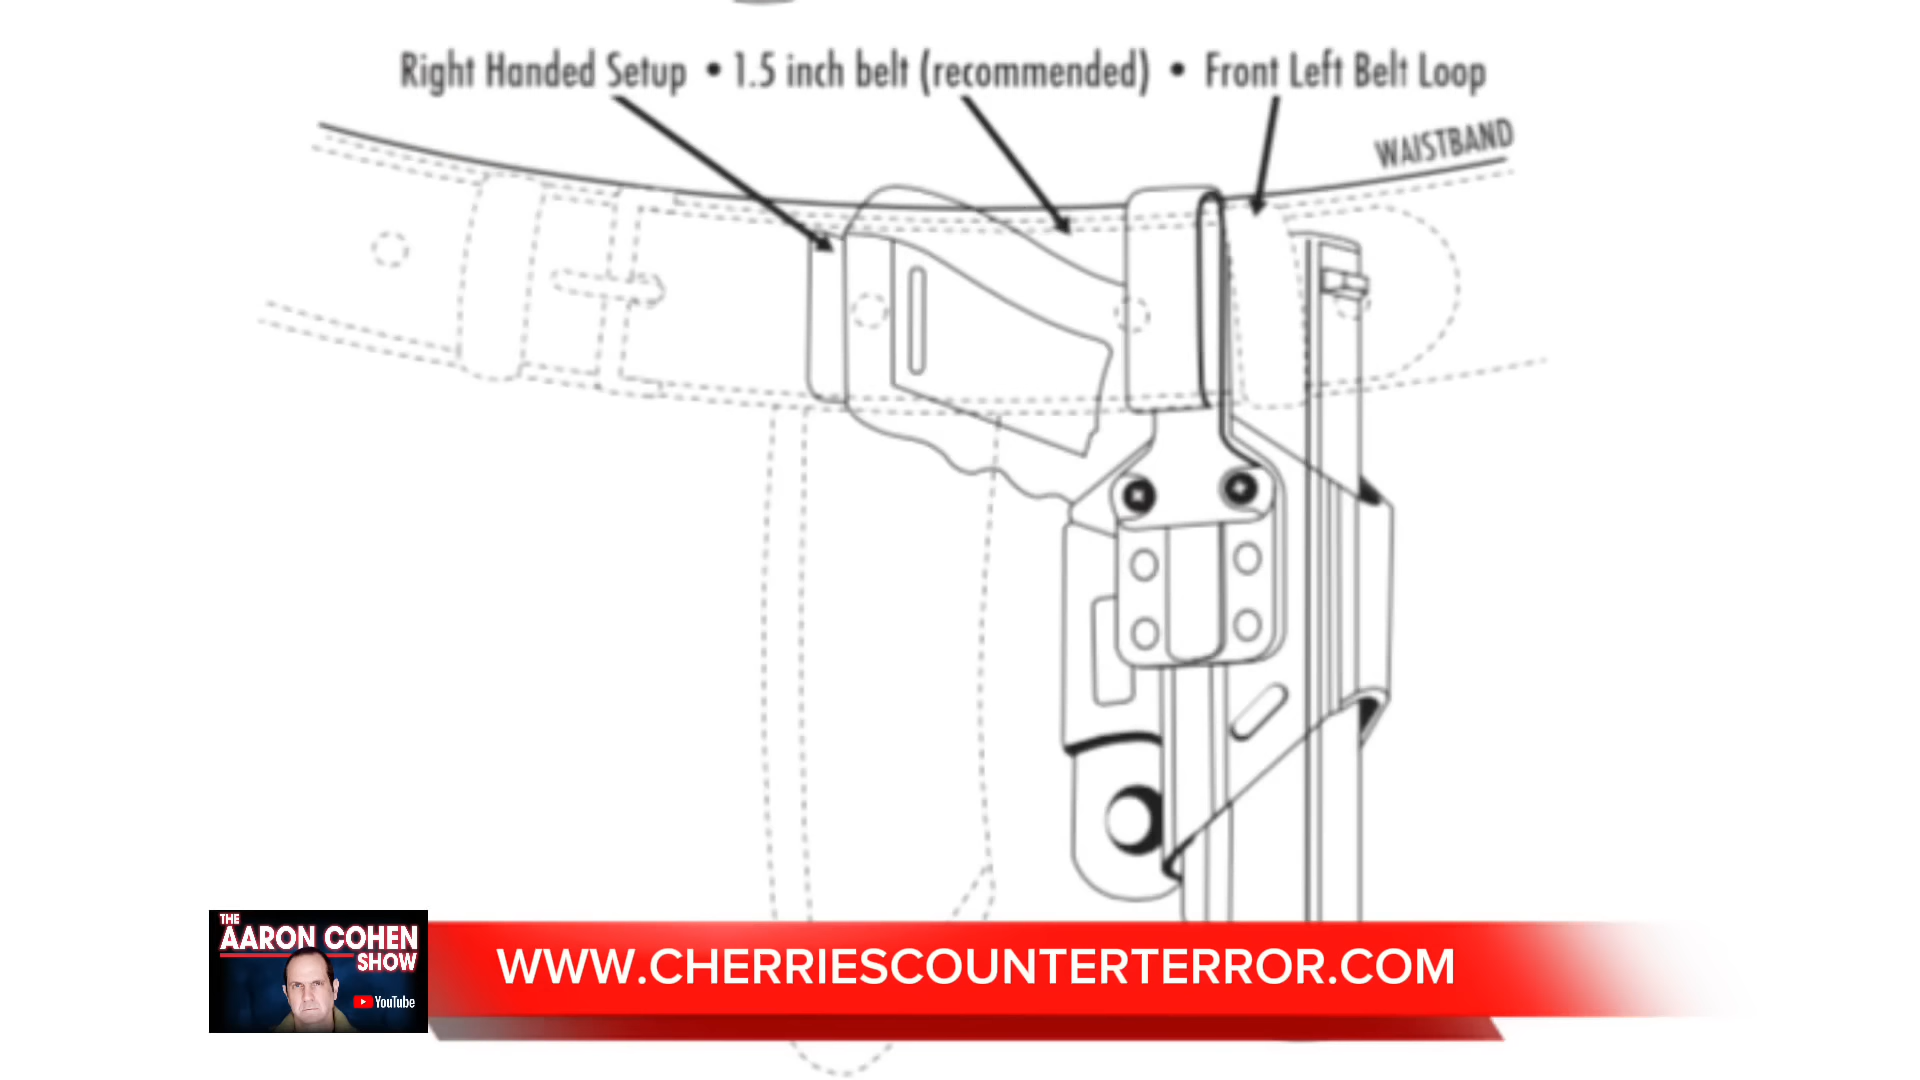 Right Handed Setup • 1.5 inch belt (recommended) • Front Left Belt Loop
WAISTBAND
THE
AARON COHEN
SHOW
YouTube
WWW.CHERRIESCOUNTERTERROR.COM